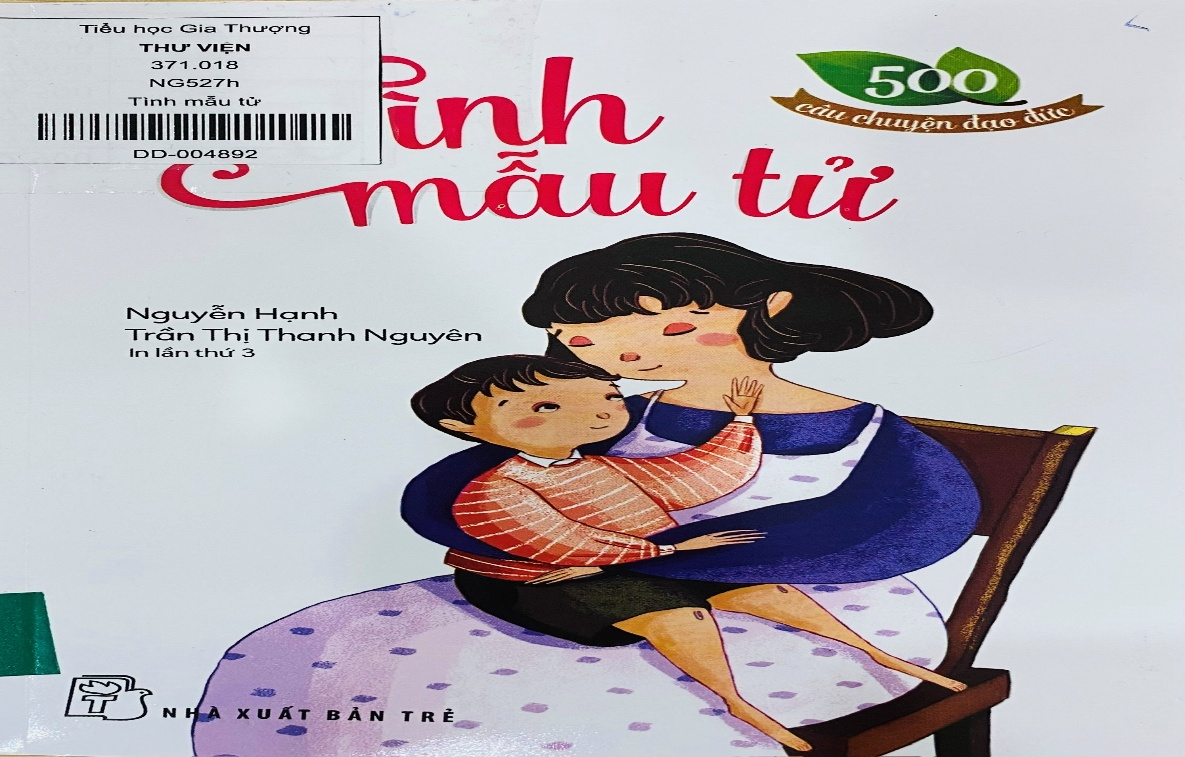 Tiểu học Gia Thượng
THƯ VIỆN
371.018
NG527h
Tình mẫu tử
DD-004892
Tình
mẫu tử
500
câu chuyện đạo đức
Nguyễn Hạnh
Trần Thị Thanh Nguyên
In lần thứ 3
NHÀ XUẤT BẢN TRẺ